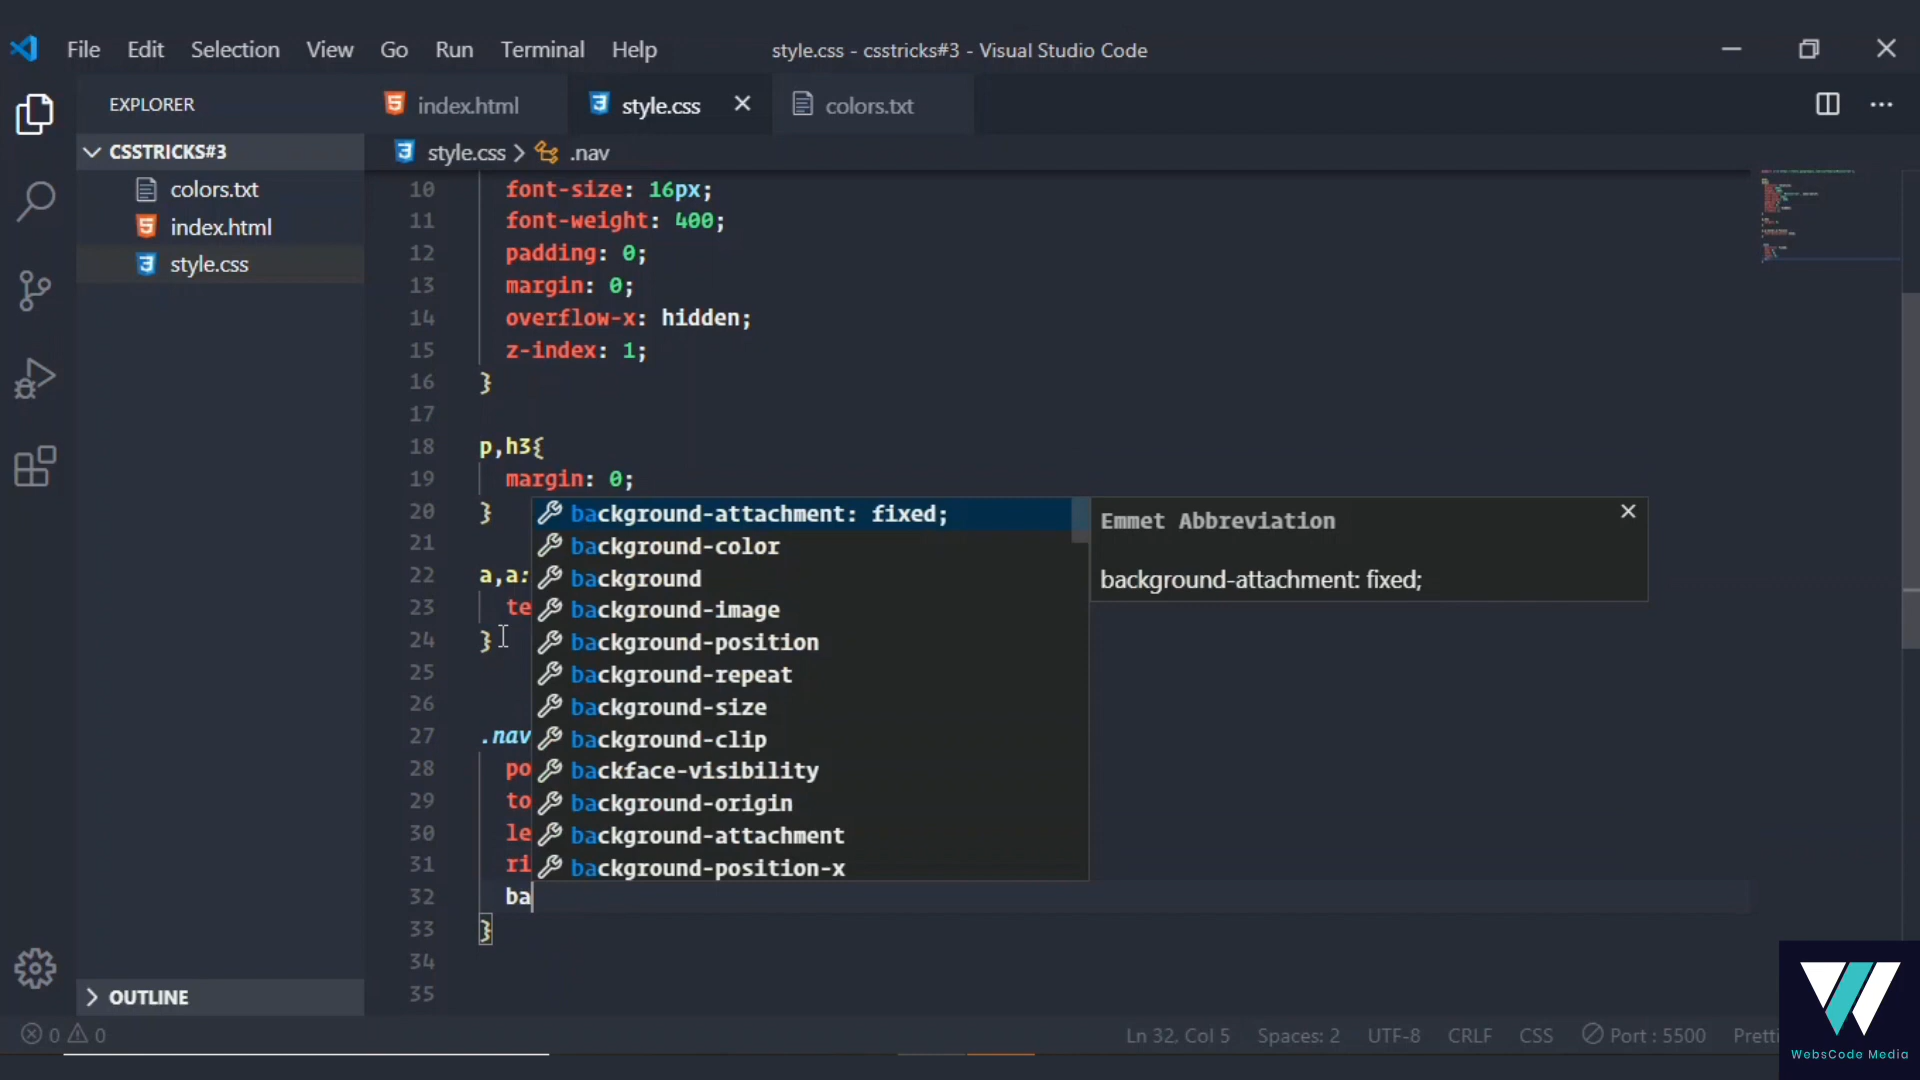 File Edit Selection View Go Run Terminal Help
style.css - csstricks#3 - Visual Studio Code
EXPLORER
CSSTRICKS#3
colors.txt
index.html
style.css
OUTLINE
index.html style.css colors.txt
style.css > .nav
10 font-size: 16px;
11 font-weight: 400;
12 padding: 0;
13 margin: 0;
14 overflow-x: hidden;
15 z-index: 1;
16 }
17
18 p,h3{
19 margin: 0;
20 }
21
22 a,a:
23 te
24 }
25
26
27 .nav
28 po
29 to
30 le
31 ri
32 ba
33 }
34
35
background-attachment: fixed;
background-color
background
background-image
background-position
background-repeat
background-size
background-clip
backface-visibility
background-origin
background-attachment
background-position-x
Emmet Abbreviation
background-attachment: fixed;
0 0
Ln 32, Col 5 Spaces: 2 UTF-8 CRLF CSS Port : 5500 Pretti
WebsCode Media